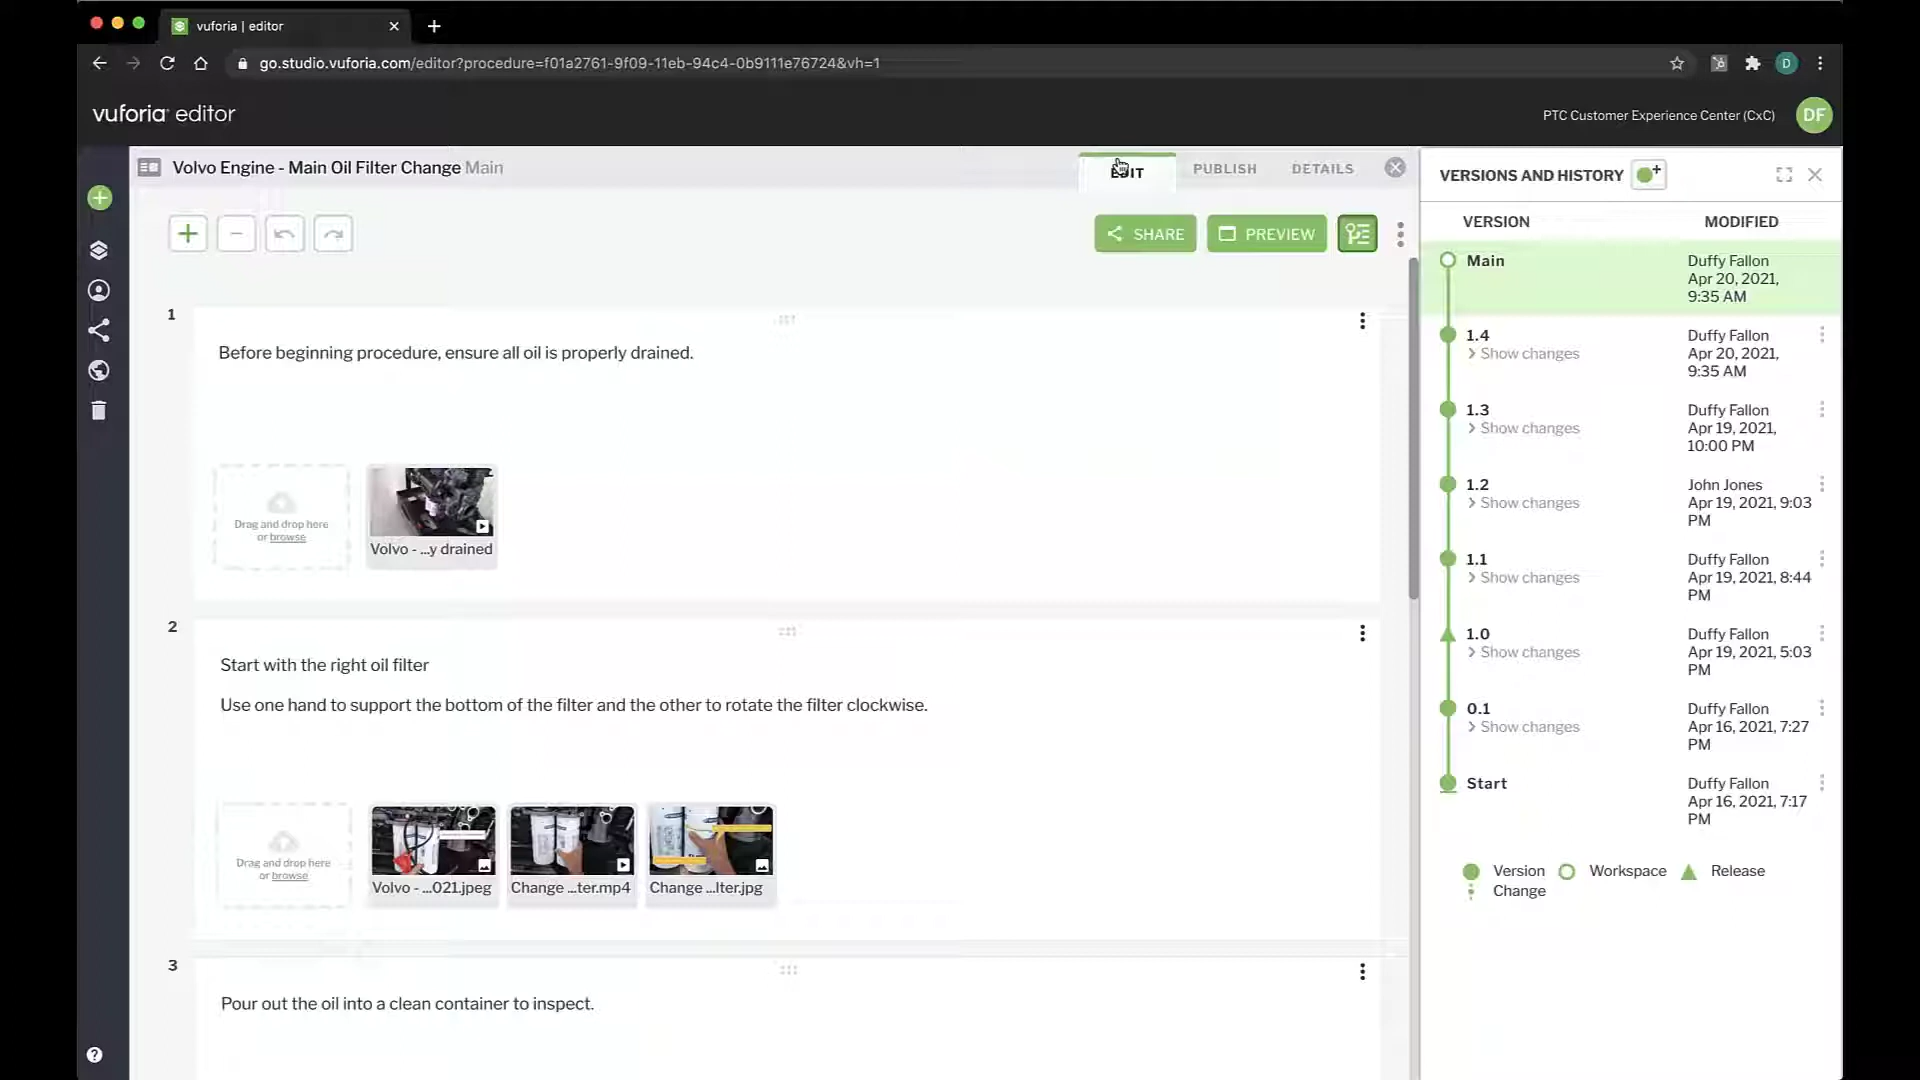 vuforia | editor
go.studio.vuforia.com/editor?procedure=f01a2761-9f09-11eb-94c4-0b9111e76724&vh=1
D
vuforia editor
PTC Customer Experience Center (CxC)
DF
Volvo Engine - Main Oil Filter Change Main
EDIT
PUBLISH
DETAILS
SHARE
PREVIEW
1
Before beginning procedure, ensure all oil is properly drained.
Drag and drop here
or browse
Volvo - ...y drained
2
Start with the right oil filter
Use one hand to support the bottom of the filter and the other to rotate the filter clockwise.
Drag and drop here
or browse
Volvo - ...021.jpeg
Change ...ter.mp4
Change ...lter.jpg
3
Pour out the oil into a clean container to inspect.
VERSIONS AND HISTORY
VERSION
MODIFIED
Main
Duffy Fallon
Apr 20, 2021,
9:35 AM
1.4
Show changes
Duffy Fallon
Apr 20, 2021,
9:35 AM
1.3
Show changes
Duffy Fallon
Apr 19, 2021,
10:00 PM
1.2
Show changes
John Jones
Apr 19, 2021, 9:03
PM
1.1
Show changes
Duffy Fallon
Apr 19, 2021, 8:44
PM
1.0
Show changes
Duffy Fallon
Apr 19, 2021, 5:03
PM
0.1
Show changes
Duffy Fallon
Apr 16, 2021, 7:27
PM
Start
Duffy Fallon
Apr 16, 2021, 7:17
PM
Version
Workspace
Release
Change
?